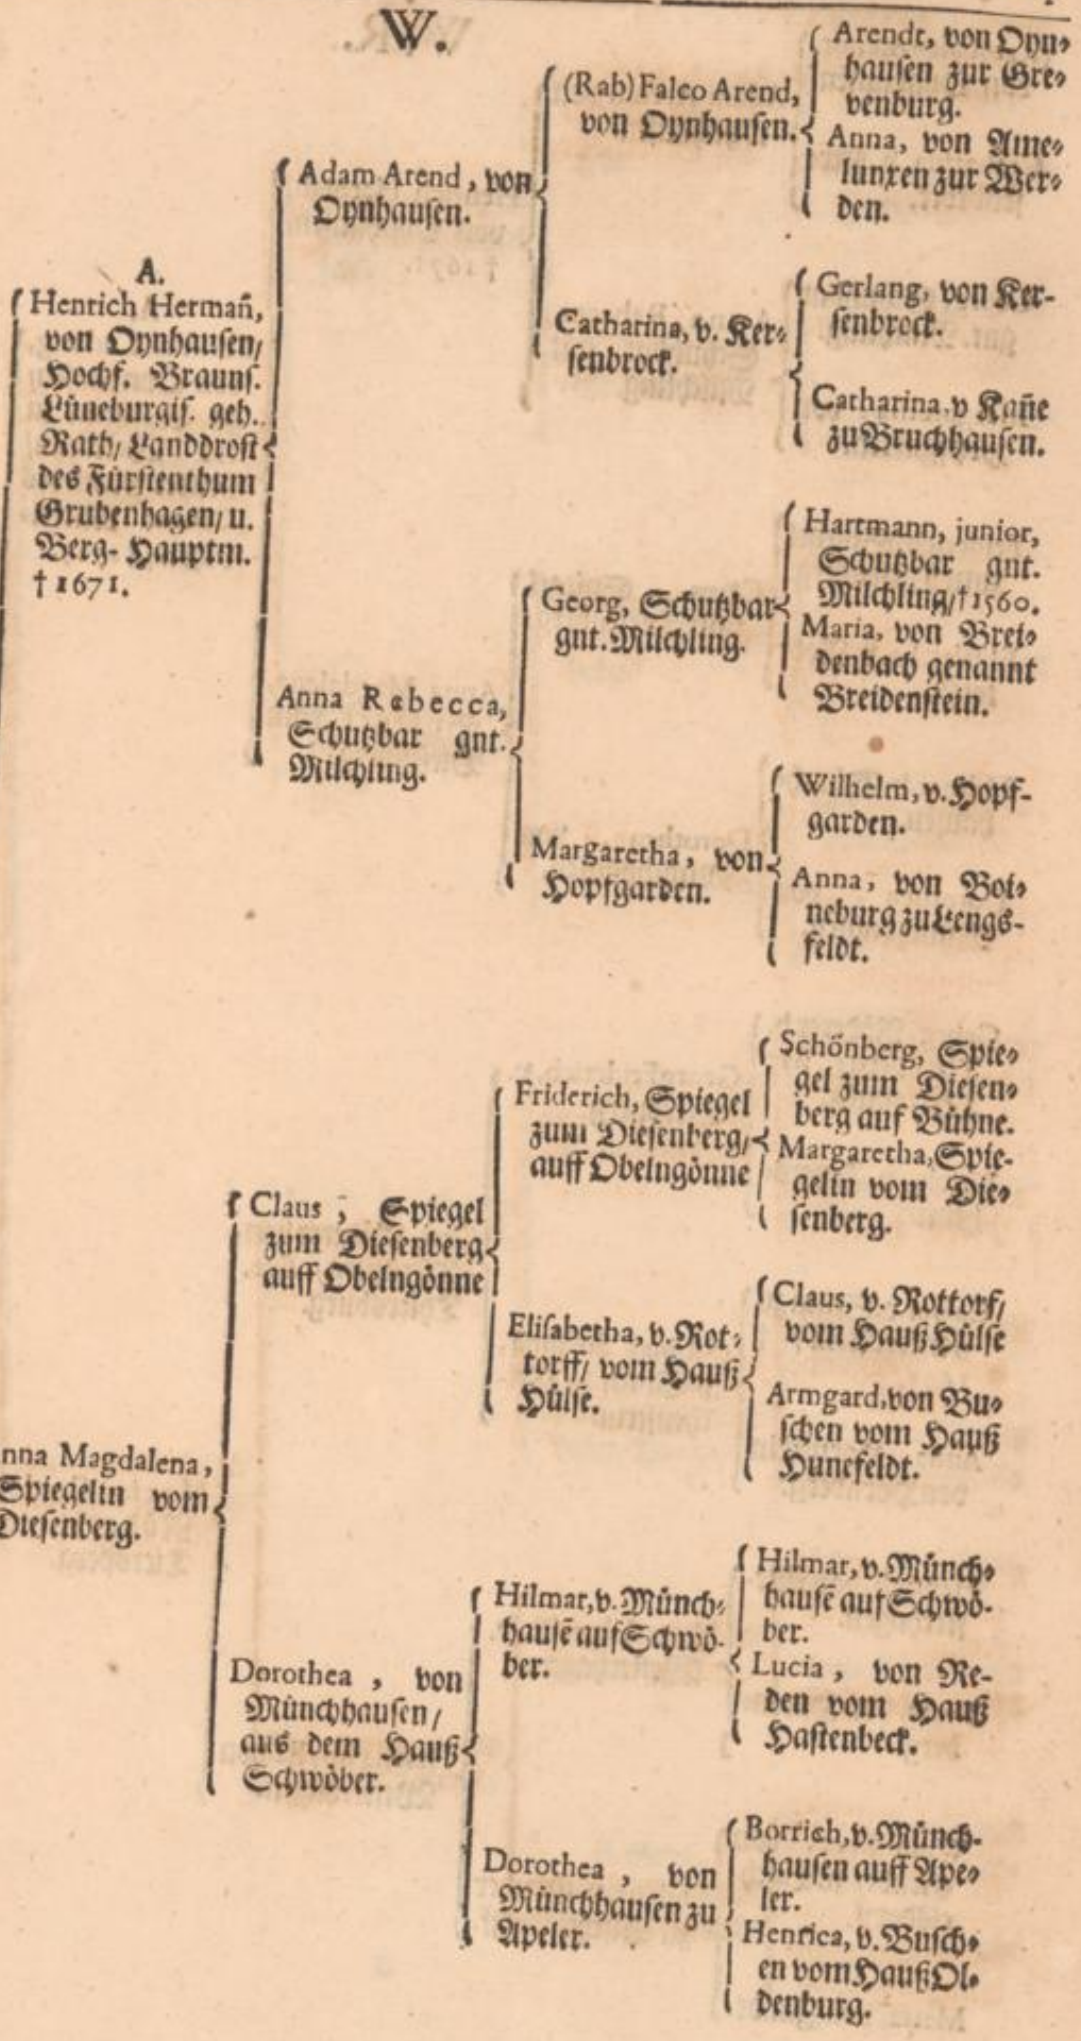 W.
A.
Henrich Herman̄,
von Oynhausen/
Hochf. Brauns.
Lüneburgis. geh.
Rath/ Landdrost
des Fürstenthum
Grubenhagen/ u.
Berg- Hauptm.
† 1671.
Adam Arend, von
Oynhausen.
(Rab) Falco Arend,
von Oynhausen.
Arendt, von Oyn-
hausen zur Gre-
venburg.
Anna, von Ame-
lunxen zur Wer-
den.
Catharina, v. Ker-
senbrock.
Gerlang, von Ker-
senbrock.
Catharina, v Kan̄e
zu Bruchhausen.
Anna Rebecca,
Schutzbar gnt.
Milchling.
Georg, Schutzbar
gnt. Milchling.
Hartmann, junior,
Schutzbar gnt.
Milchling/ † 1560.
Maria, von Brei-
denbach genannt
Breidenstein.
Margaretha, von
Hopfgarden.
Wilhelm, v. Hopf-
garden.
Anna, von Boi-
neburg zu Lengs-
feldt.
nna Magdalena,
Spiegelin vom
Diesenberg.
Claus, Spiegel
zum Diesenberg
auff Obelngönne
Friderich, Spiegel
zum Diesenberg/
auff Obelngönne
Schönberg, Spie-
gel zum Diesen-
berg auf Bühne.
Margaretha, Spie-
gelin vom Die-
senberg.
Elisabetha, v. Rot-
torff/ vom Hauß
Hülse.
Claus, v. Rottorf/
vom Hauß Hülse
Armgard, von Bu-
schen vom Hauß
Hunefeldt.
Dorothea, von
Münchhausen/
aus dem Hauß
Schwöber.
Hilmar, v. Münch-
hausē auf Schwö-
ber.
Hilmar, v. Münch-
hausē auf Schwö-
ber.
Lucia, von Re-
den vom Hauß
Hastenbeck.
Dorothea, von
Münchhausen zu
Apeler.
Borrich, v. Münch-
hausen auff Ape-
ler.
Henrica, v. Busch-
en vom Hauß Ol-
denburg.